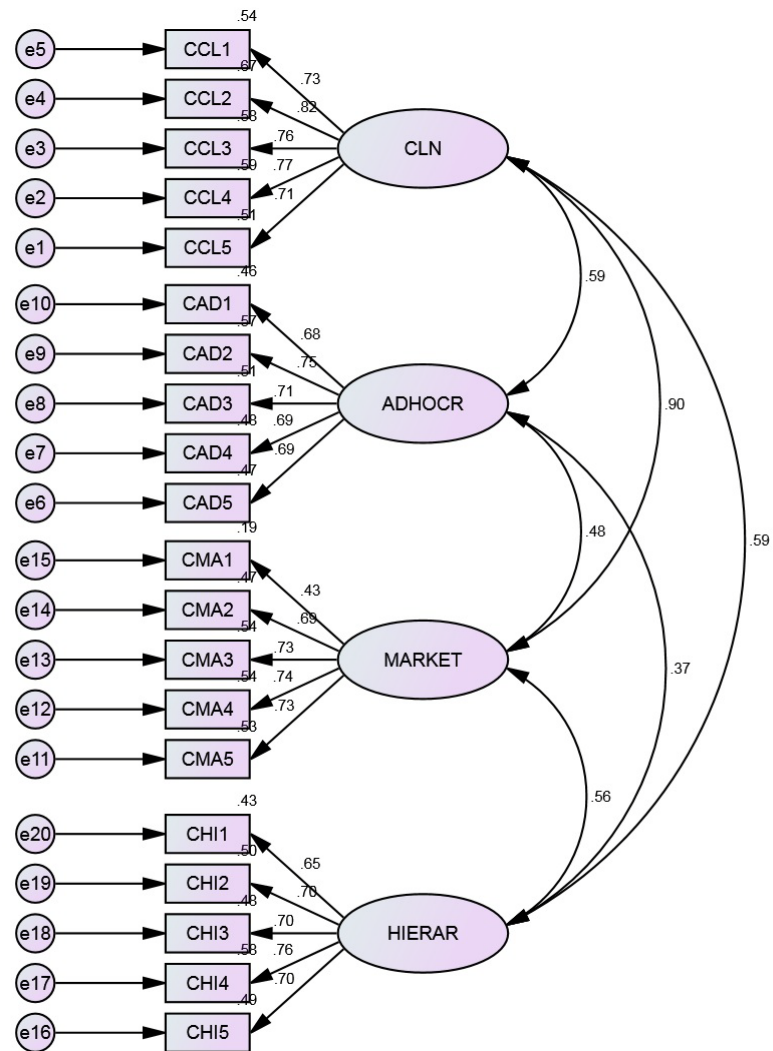 .54
e5 CCL1
.67
.73
e4 CCL2
.82
.58
e3 CCL3
.76
CLN
.59
.77
e2 CCL4
.71
.51
e1 CCL5
.46
.59
e10 CAD1
.57
.68
e9 CAD2
.75
.51
e8 CAD3
.71
ADHOCR
.90
.48
.69
e7 CAD4
.69
.47
e6 CAD5
.19
.48
.59
e15 CMA1
.47
.43
e14 CMA2
.69
.54
e13 CMA3
.73
MARKET
.37
.54
.74
e12 CMA4
.73
.53
e11 CMA5
.56
.43
e20 CHI1
.50
.65
e19 CHI2
.70
.48
e18 CHI3
.70
HIERAR
.58
.76
e17 CHI4
.70
.49
e16 CHI5